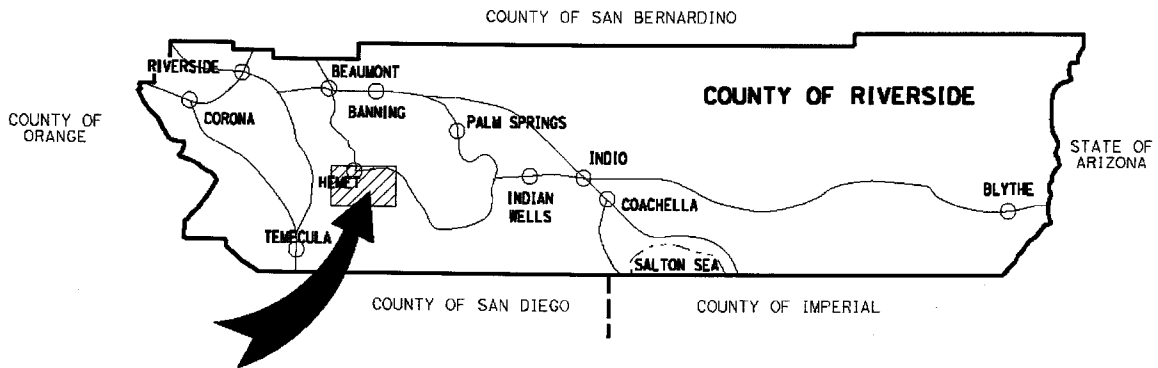 COUNTY OF SAN BERNARDINO
RIVERSIDE
BEAUMONT
BANNING
CORONA
COUNTY OF RIVERSIDE
COUNTY OF
ORANGE
PALM SPRINGS
STATE OF
ARIZONA
INDIO
HEMET
INDIAN
WELLS
COACHELLA
BLYTHE
TEMECULA
SALTON SEA
COUNTY OF SAN DIEGO
COUNTY OF IMPERIAL